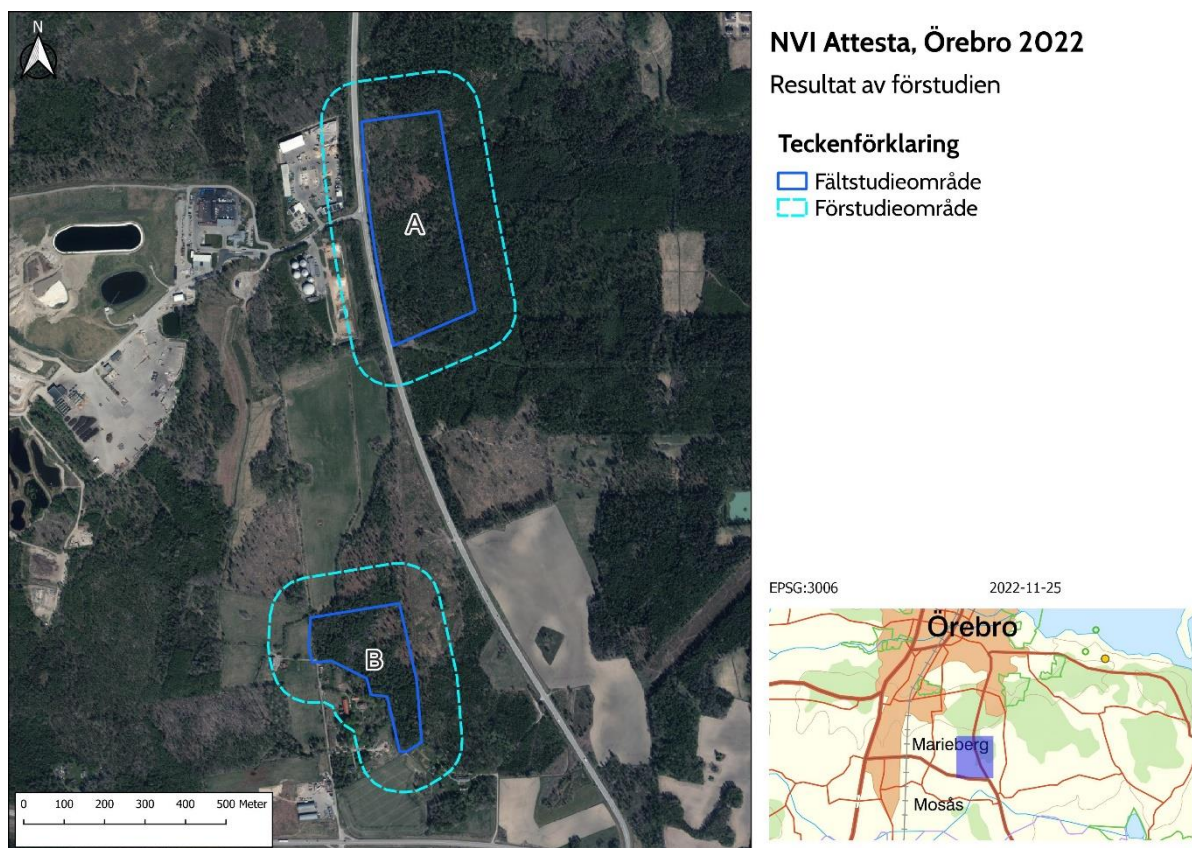 N
NVI Attesta, Örebro 2022
Resultat av förstudien
Teckenförklaring
Fältstudieområde
Förstudieområde
A
B
0 100 200 300 400 500 Meter
EPSG:3006 2022-11-25
Örebro
Marieberg
Mosås